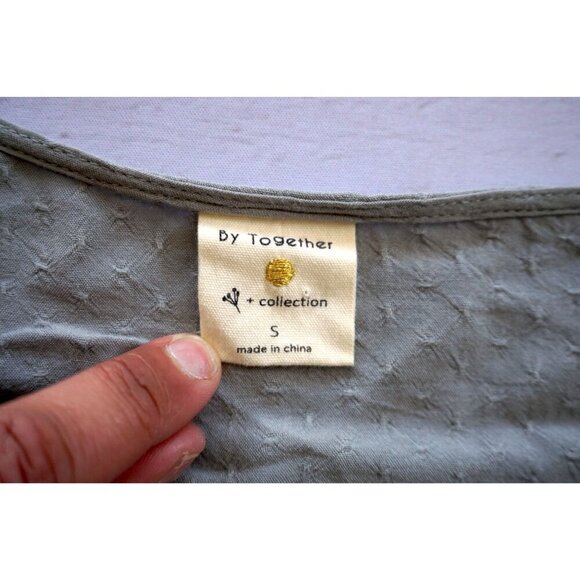 By Together
+ collection
S
made in china